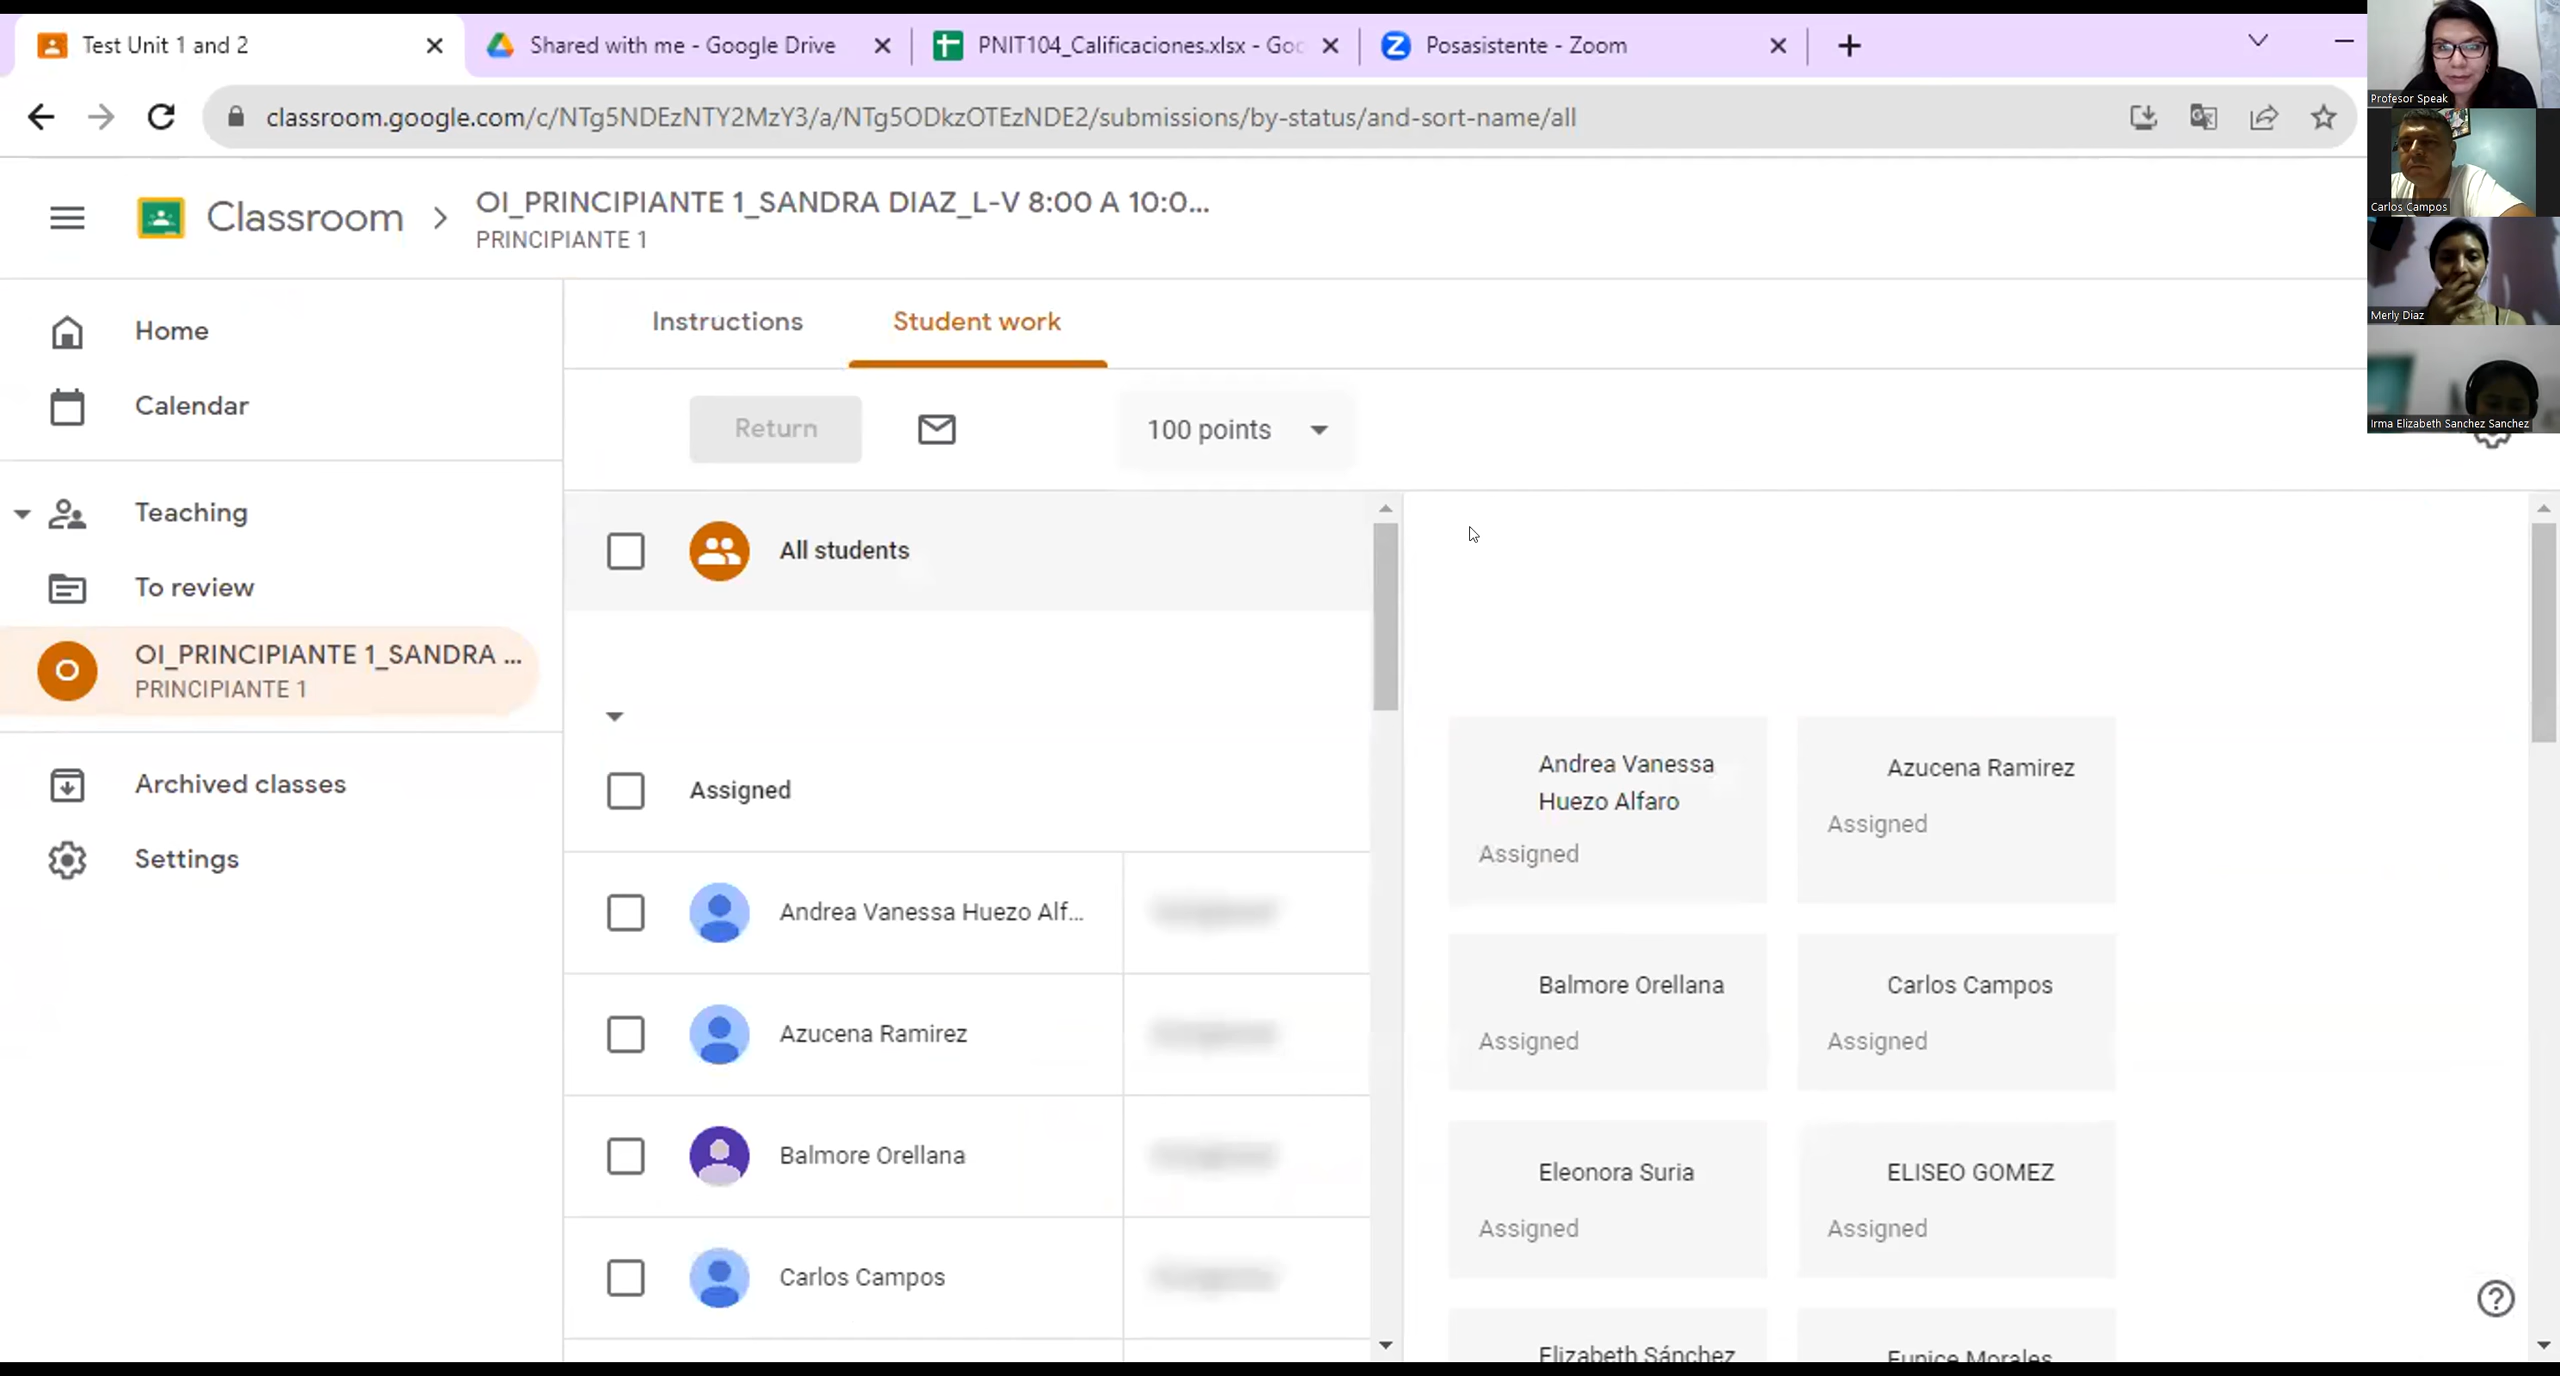 Test Unit 1 and 2
Shared with me - Google Drive
PNIT104_Calificaciones.xlsx - Goo
Posasistente - Zoom
classroom.google.com/c/NTg5NDEzNTY2MzY3/a/NTg5ODkzOTEzNDE2/submissions/by-status/and-sort-name/all
Classroom
OI_PRINCIPIANTE 1_SANDRA DIAZ_L-V 8:00 A 10:0...
PRINCIPIANTE 1
Profesor Speak
Carlos Campos
Merly Diaz
Irma Elizabeth Sanchez Sanchez
Home
Calendar
Teaching
To review
O
OI_PRINCIPIANTE 1_SANDRA ...
PRINCIPIANTE 1
Archived classes
Settings
Instructions
Student work
Return
100 points
All students
Assigned
Andrea Vanessa Huezo Alf...
Azucena Ramirez
Balmore Orellana
Carlos Campos
Andrea Vanessa
Huezo Alfaro
Assigned
Azucena Ramirez
Assigned
Balmore Orellana
Assigned
Carlos Campos
Assigned
Eleonora Suria
Assigned
ELISEO GOMEZ
Assigned
Elizabeth Sánchez
Eunice Morales